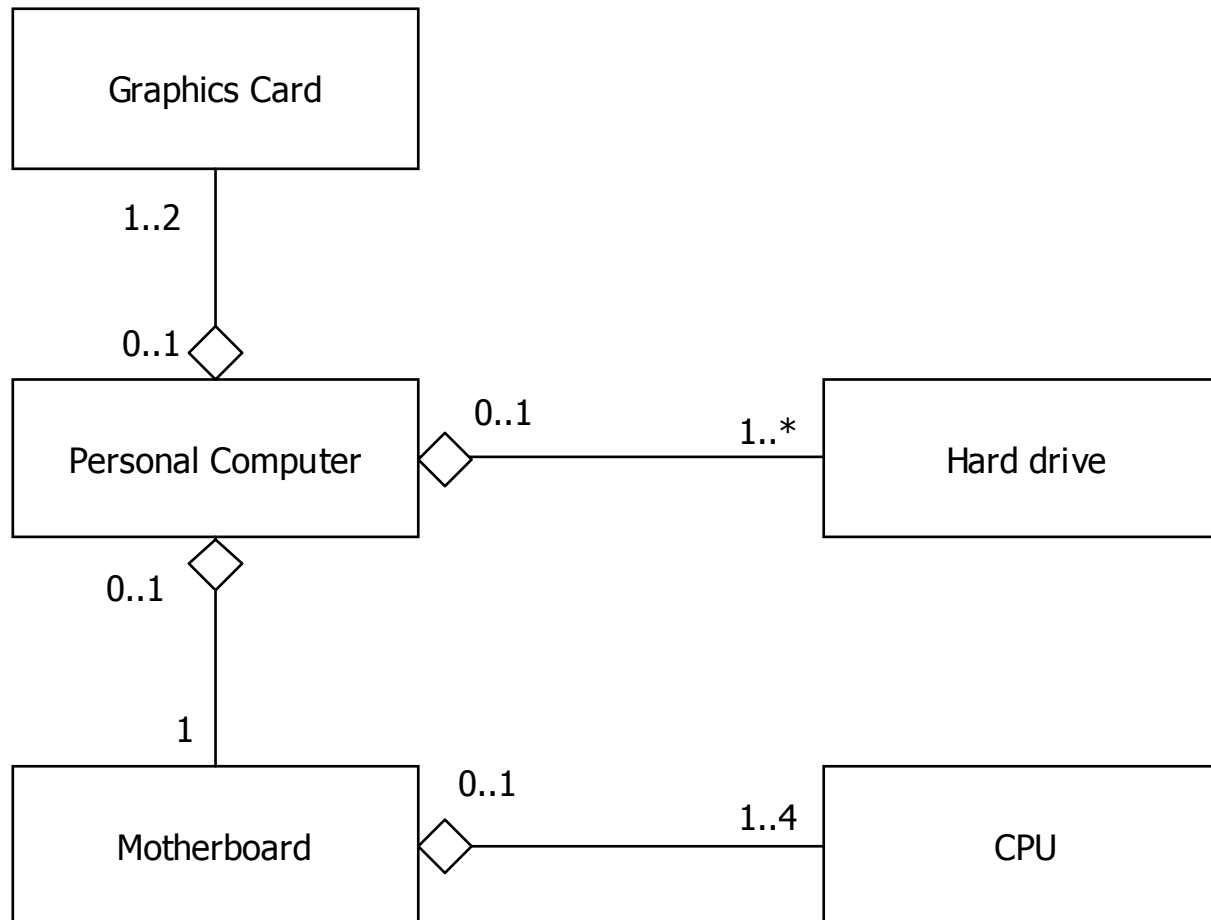 Graphics Card
1..2
0..1
Personal Computer
0..1
1..*
Hard drive
0..1
1
Motherboard
0..1
1..4
CPU